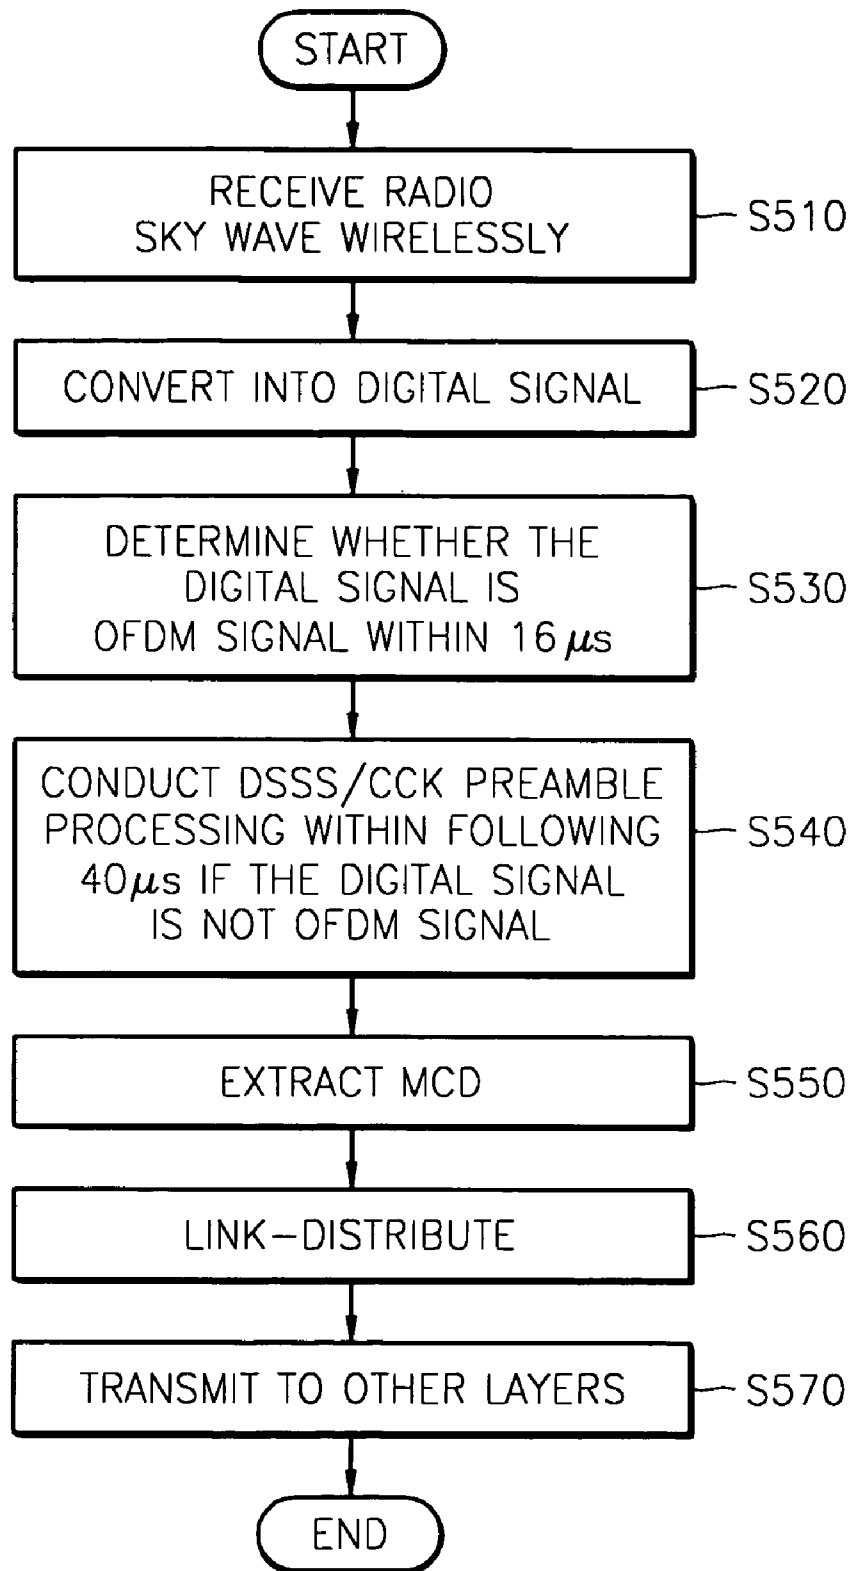 START
RECEIVE RADIO
SKY WAVE WIRELESSLY
S510
CONVERT INTO DIGITAL SIGNAL
S520
DETERMINE WHETHER THE
DIGITAL SIGNAL IS
OFDM SIGNAL WITHIN 16μs
S530
CONDUCT DSSS/CCK PREAMBLE
PROCESSING WITHIN FOLLOWING
40μs IF THE DIGITAL SIGNAL
IS NOT OFDM SIGNAL
S540
EXTRACT MCD
S550
LINK-DISTRIBUTE
S560
TRANSMIT TO OTHER LAYERS
S570
END